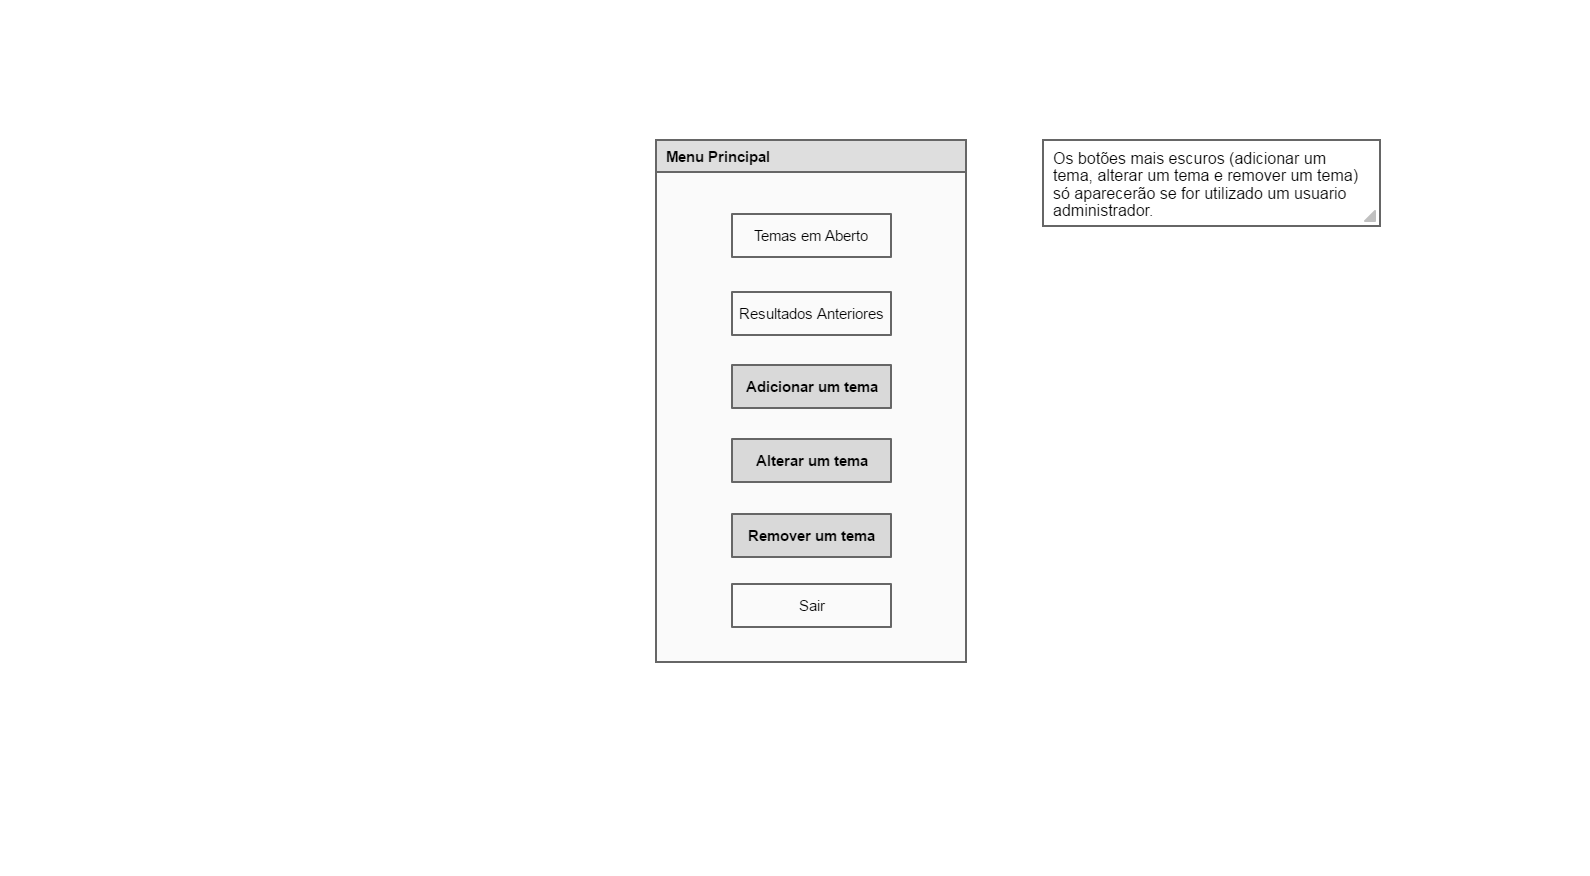 Menu Principal
Temas em Aberto
Resultados Anteriores
Adicionar um tema
Alterar um tema
Remover um tema
Sair
Os botões mais escuros (adicionar um
tema, alterar um tema e remover um tema)
só aparecerão se for utilizado um usuario
administrador.